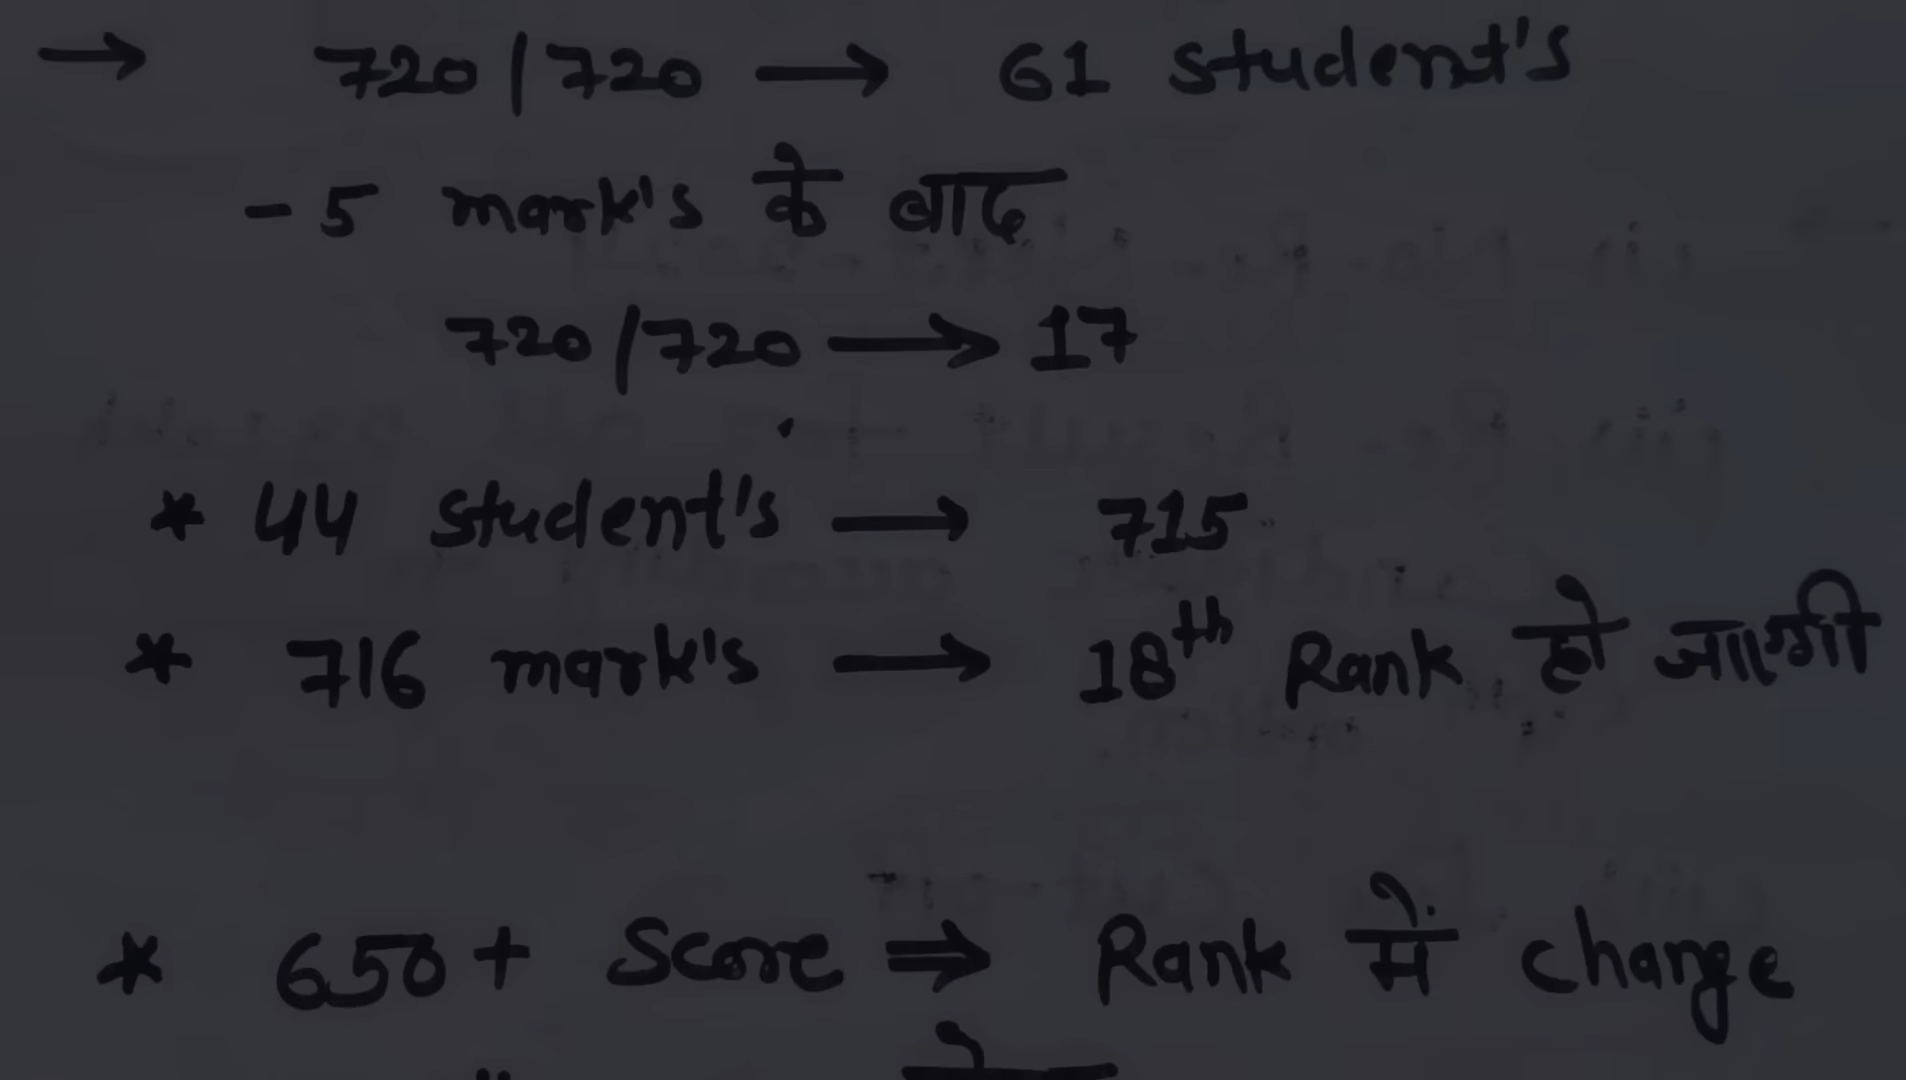 → 720/720 → 61 student's
- 5 mark's के बाद
720/720 → 17
* 44 student's → 715
* 716 mark's → 18th Rank हो जाएगी
* 650+ Score ⇒ Rank में change